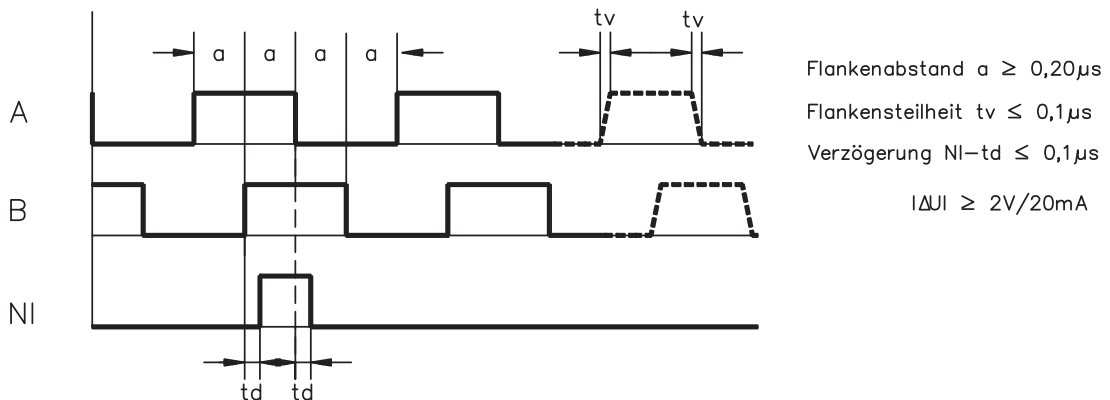 tv tv
a a a a
Flankenabstand a ≥ 0,20µs
A
Flankensteilheit tv ≤ 0,1µs
Verzögerung NI-td ≤ 0,1µs
B
IΔUI ≥ 2V/20mA
NI
td td